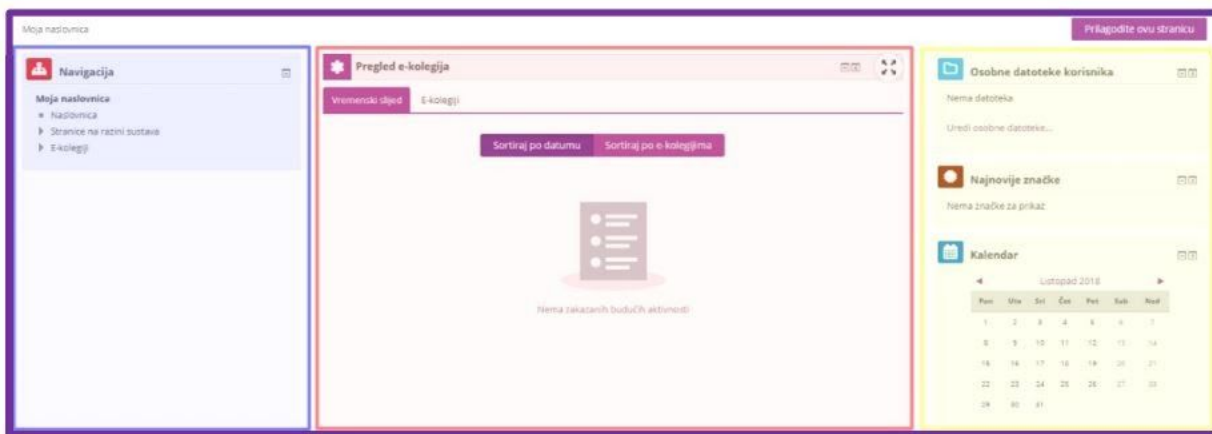 Moja naslovnica
Prilagodite ovu stranicu
Navigacija
Moja naslovnica
Naslovnica
Stranice na razini sustava
E-kolegiji
Pregled e-kolegija
Vremenski slijed E-kolegiji
Sortiraj po datumu Sortiraj po e-kolegijima
Nema zakazanih budućih aktivnosti
Osobne datoteke korisnika
Nema datoteka
Uredi osobne datoteke...
Najnovije značke
Nema značke za prikaz
Kalendar
Listopad 2018
Pon Uto Sri Čet Pet Sub Ned
1 2 3 4 5 6 7
8 9 10 11 12 13 14
15 16 17 18 19 20 21
22 23 24 25 26 27 28
29 30 31